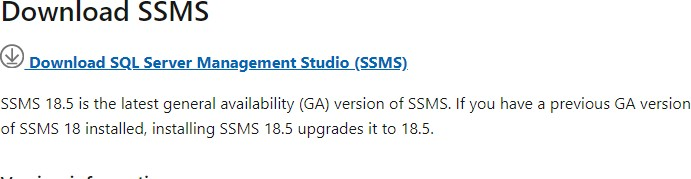 Download SSMS
Download SQL Server Management Studio (SSMS)
SSMS 18.5 is the latest general availability (GA) version of SSMS. If you have a previous GA version
of SSMS 18 installed, installing SSMS 18.5 upgrades it to 18.5.